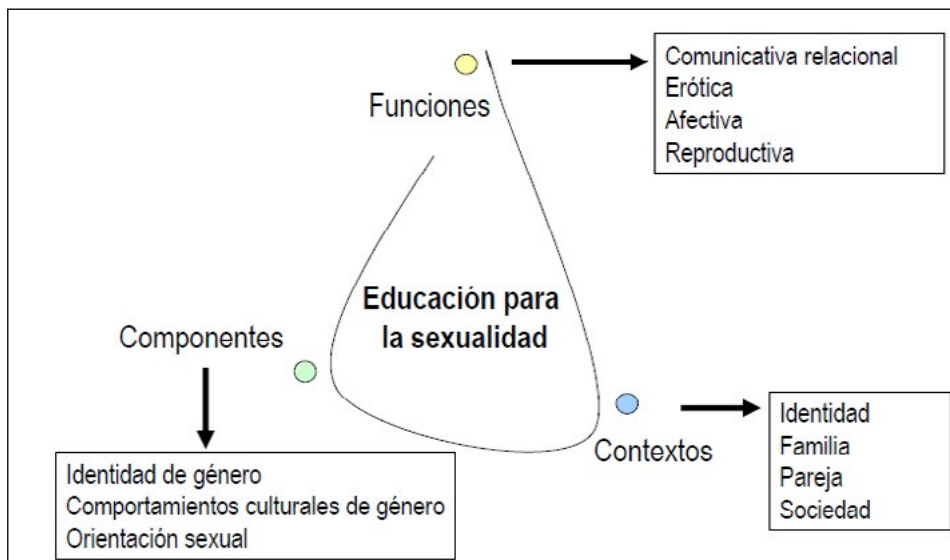 Funciones
Comunicativa relacional
Erótica
Afectiva
Reproductiva
Educación para
la sexualidad
Componentes
Identidad de género
Comportamientos culturales de género
Orientación sexual
Contextos
Identidad
Familia
Pareja
Sociedad